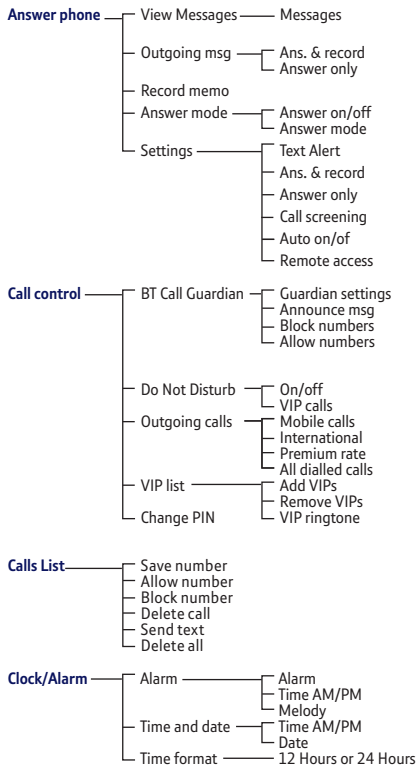 Answer phone View Messages Messages
Outgoing msg Ans. & record
Answer only
Record memo
Answer mode Answer on/off
Answer mode
Settings Text Alert
Ans. & record
Answer only
Call screening
Auto on/of
Remote access
Call control BT Call Guardian Guardian settings
Announce msg
Block numbers
Allow numbers
Do Not Disturb On/off
VIP calls
Outgoing calls Mobile calls
International
Premium rate
All dialled calls
VIP list Add VIPs
Remove VIPs
Change PIN VIP ringtone
Calls List Save number
Allow number
Block number
Delete call
Send text
Delete all
Clock/Alarm Alarm Alarm
Time AM/PM
Melody
Time and date Time AM/PM
Date
Time format 12 Hours or 24 Hours